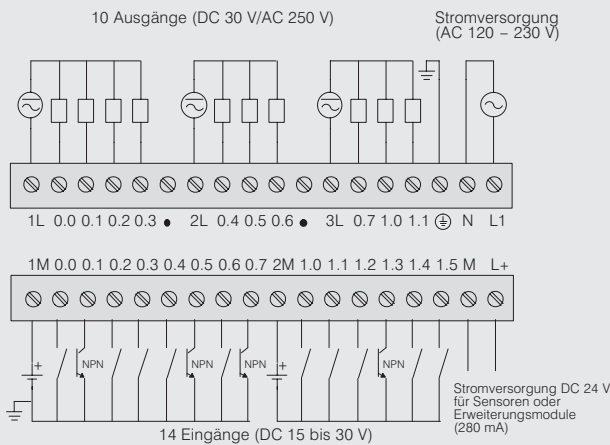 10 Ausgänge (DC 30 V/AC 250 V)
Stromversorgung
(AC 120 – 230 V)
1L 0.0 0.1 0.2 0.3 • 2L 0.4 0.5 0.6 • 3L 0.7 1.0 1.1 N L1
1M 0.0 0.1 0.2 0.3 0.4 0.5 0.6 0.7 2M 1.0 1.1 1.2 1.3 1.4 1.5 M L+
+ NPN NPN NPN + NPN
Stromversorgung DC 24 V
für Sensoren oder
Erweiterungsmodule
(280 mA)
14 Eingänge (DC 15 bis 30 V)